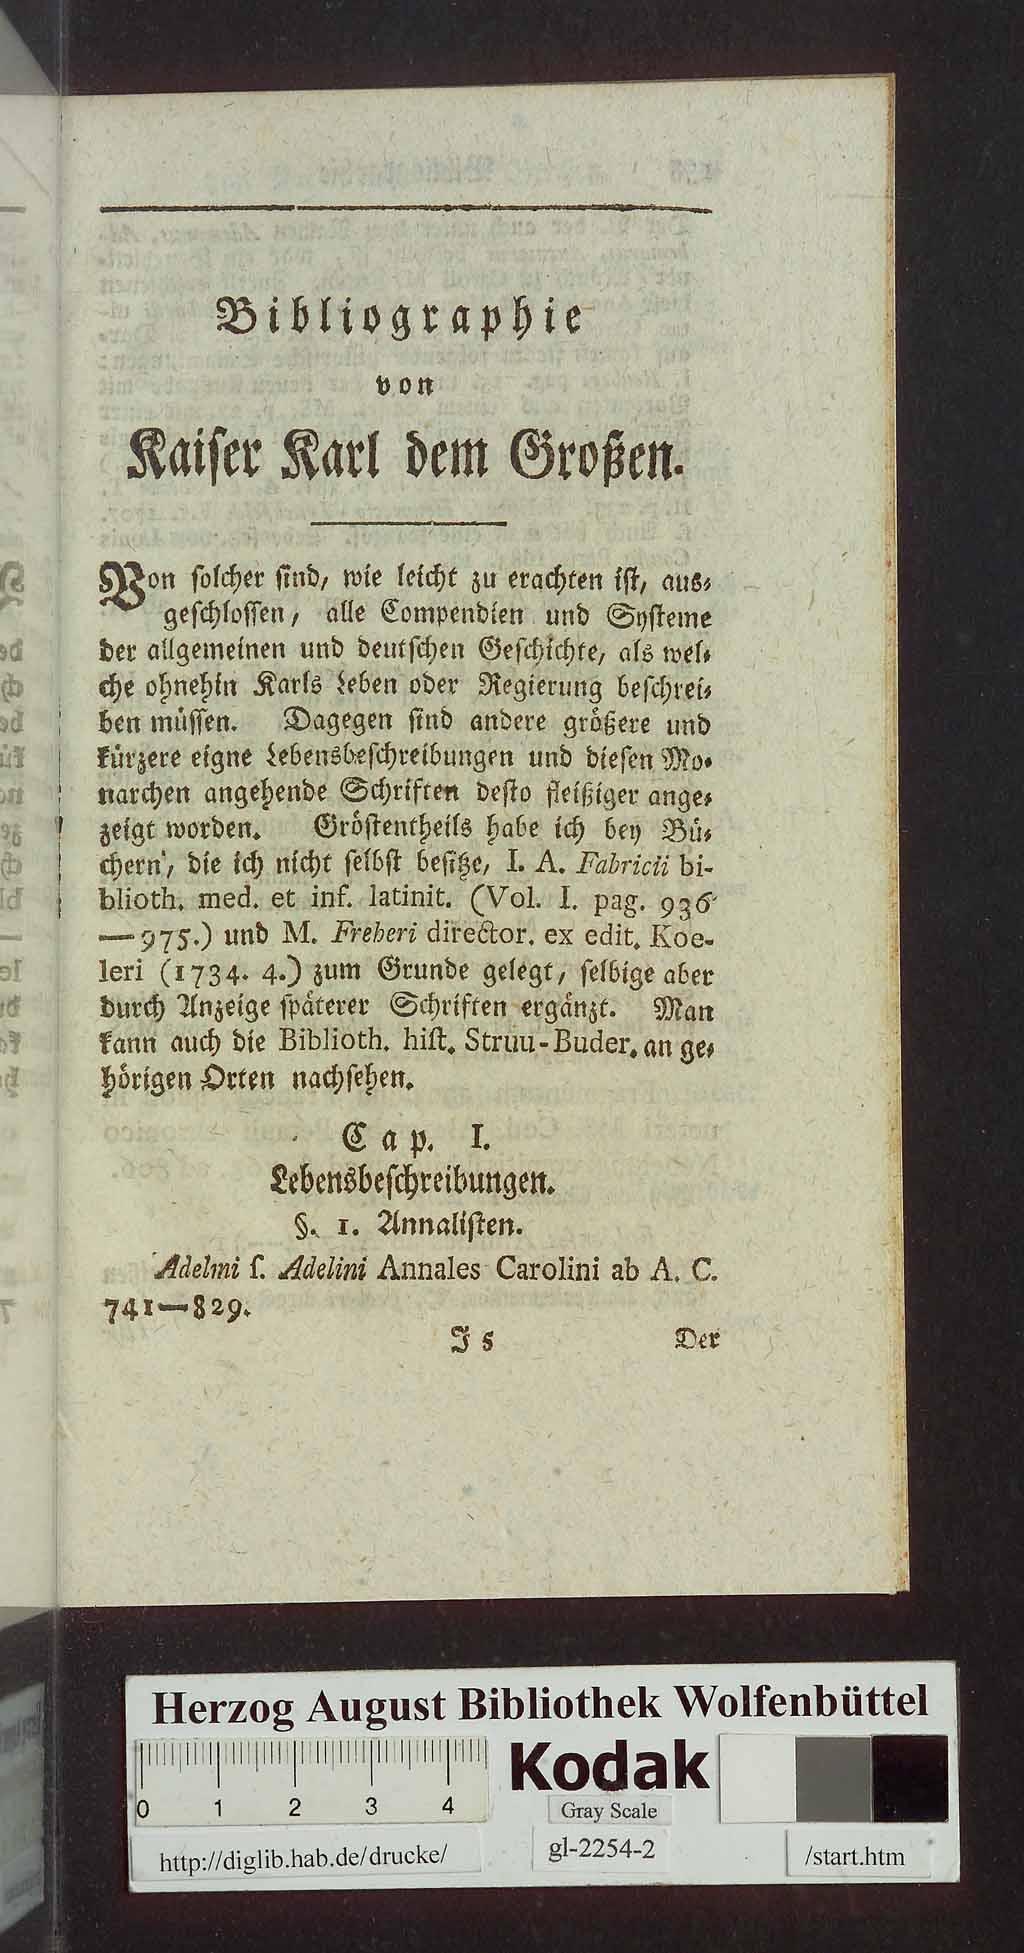 Bibliographie
von
Kaiser Karl dem Großen.
Von solcher sind, wie leicht zu erachten ist, aus-
geschlossen, alle Compendien und Systeme
der allgemeinen und deutschen Geschichte, als wel-
che ohnehin Karls Leben oder Regierung beschrei-
ben müssen. Dagegen sind andere größere und
kürzere eigne Lebensbeschreibungen und diesen Mo-
narchen angehende Schriften desto fleißiger ange-
zeigt worden. Gröstentheils habe ich bey Bü-
chern, die ich nicht selbst besitze, I. A. Fabricii bi-
blioth. med. et inf. latinit. (Vol. I. pag. 936
—975.) und M. Freheri director. ex edit. Koe-
leri (1734. 4.) zum Grunde gelegt, selbige aber
durch Anzeige späterer Schriften ergänzt. Man
kann auch die Biblioth. hist. Struu-Buder. an ge-
hörigen Orten nachsehen.
Cap. I.
Lebensbeschreibungen.
§. 1. Annalisten.
Adelmi s. Adelini Annales Carolini ab A. C.
741—829.
J 5 Der
Herzog August Bibliothek Wolfenbüttel
0 1 2 3 4
Kodak
Gray Scale
http://diglib.hab.de/drucke/
gl-2254-2
/start.htm